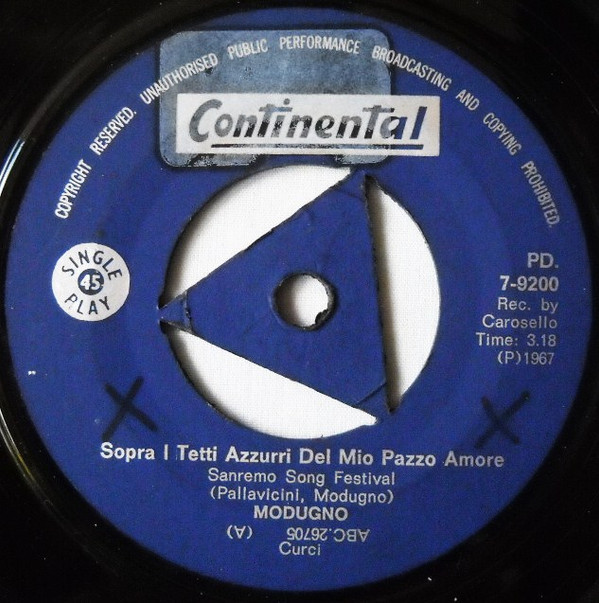 COPYRIGHT RESERVED. UNAUTHORISED PUBLIC PERFORMANCE BROADCASTING AND COPYING PROHIBITED.
Continental
SINGLE
45
PLAY
PD.
7-9200
Rec. by
Carosello
Time: 3.18
(P)1967
Sopra I Tetti Azzurri Del Mio Pazzo Amore
Sanremo Song Festival
(Pallavicini, Modugno)
MODUGNO
ABC.26705 (A)
Curci